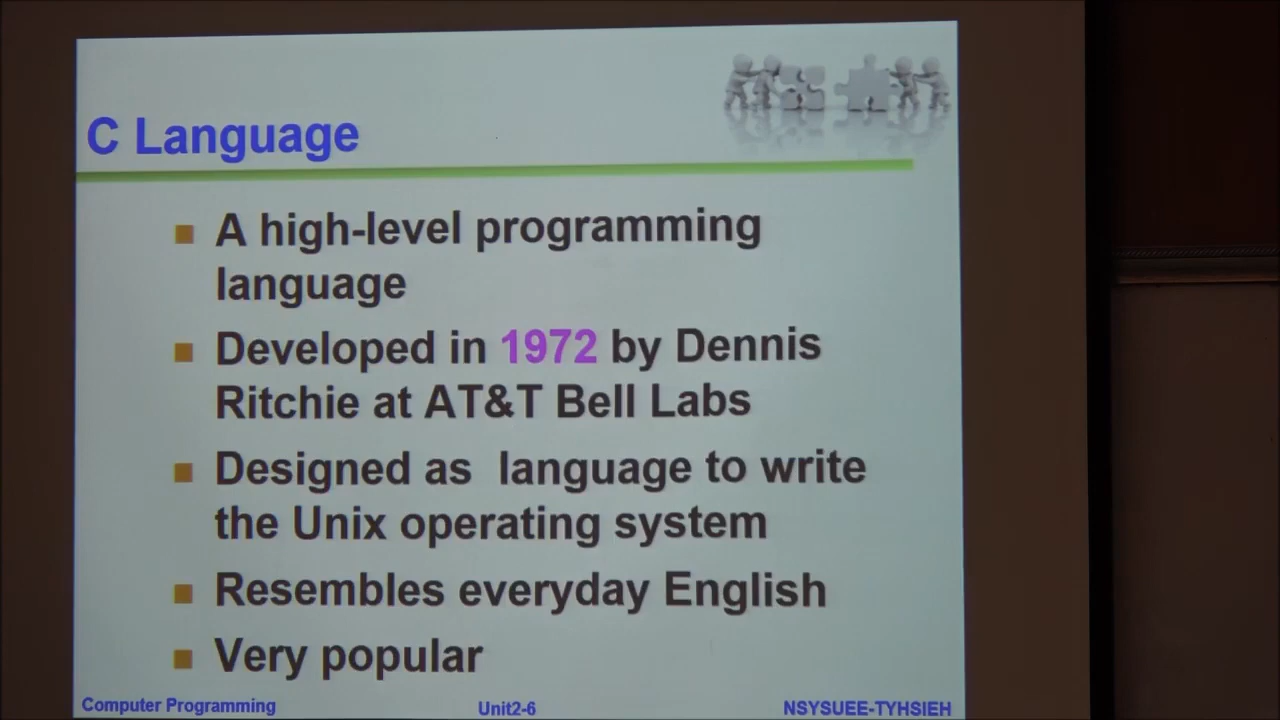 C Language
A high-level programming
language
Developed in 1972 by Dennis
Ritchie at AT&T Bell Labs
Designed as  language to write
the Unix operating system
Resembles everyday English
Very popular
Computer Programming
Unit2-6
NSYSUEE-TYHSIEH